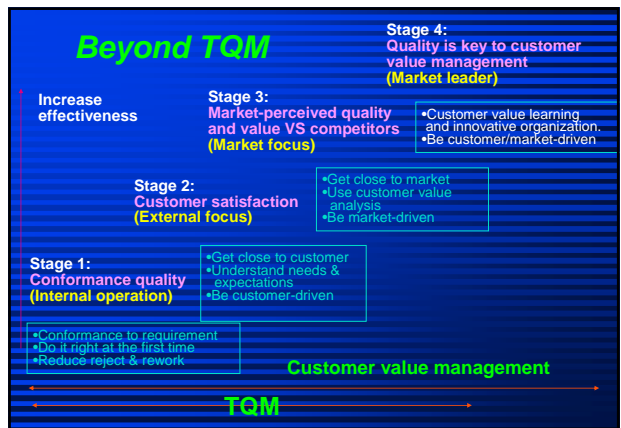 Beyond TQM
Stage 4:
Quality is key to customer
value management
(Market leader)
Increase
effectiveness
Stage 3:
Market-perceived quality
and value VS competitors
(Market focus)
•Customer value learning
and innovative organization.
•Be customer/market-driven
Stage 2:
Customer satisfaction
(External focus)
•Get close to market
•Use customer value
analysis
•Be market-driven
Stage 1:
Conformance quality
(Internal operation)
•Get close to customer
•Understand needs &
expectations
•Be customer-driven
•Conformance to requirement
•Do it right at the first time
•Reduce reject & rework
Customer value management
TQM